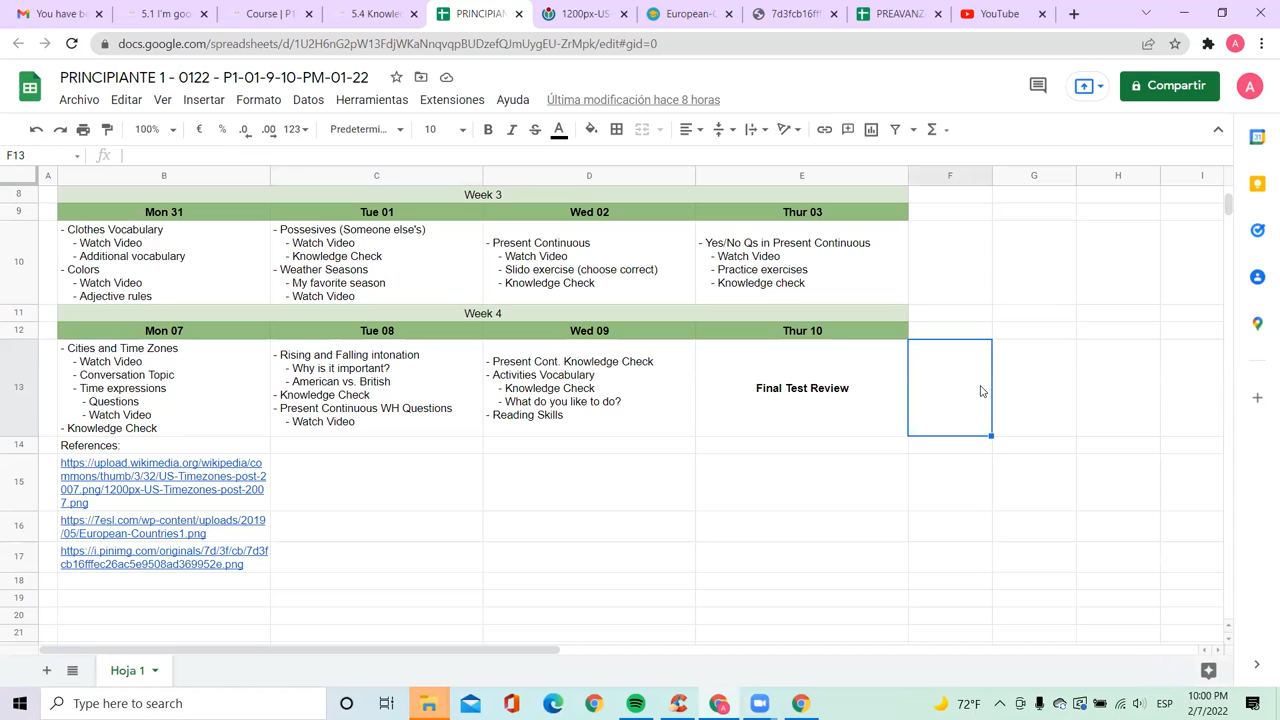 You have be
5.1 I'm goo
Course | P1
5.4 Knowle
PRINCIPIAN
1200px-US-
European-C
7d3fcb16fff
PREAVANZA
YouTube
docs.google.com/spreadsheets/d/1U2H6nG2pW13FdjWKaNnqvqpBUDzefQJmUygEU-ZrMpk/edit#gid=0
A
PRINCIPIANTE 1 - 0122 - P1-01-9-10-PM-01-22
Archivo Editar Ver Insertar Formato Datos Herramientas Extensiones Ayuda Última modificación hace 8 horas
Compartir
A
100% € % .0 .00 123 Predetermi... 10 B I S A Σ
F13 fx
A B C D E F G H I
8 Week 3
9 Mon 31 Tue 01 Wed 02 Thur 03
10
- Clothes Vocabulary
- Watch Video
- Additional vocabulary
- Colors
- Watch Video
- Adjective rules
- Possesives (Someone else's)
- Watch Video
- Knowledge Check
- Weather Seasons
- My favorite season
- Watch Video
- Present Continuous
- Watch Video
- Slido exercise (choose correct)
- Knowledge Check
- Yes/No Qs in Present Continuous
- Watch Video
- Practice exercises
- Knowledge check
11 Week 4
12 Mon 07 Tue 08 Wed 09 Thur 10
13
- Cities and Time Zones
- Watch Video
- Conversation Topic
- Time expressions
- Questions
- Watch Video
- Knowledge Check
- Rising and Falling intonation
- Why is it important?
- American vs. British
- Knowledge Check
- Present Continuous WH Questions
- Watch Video
- Present Cont. Knowledge Check
- Activities Vocabulary
- Knowledge Check
- What do you like to do?
- Reading Skills
Final Test Review
14 References:
15
https://upload.wikimedia.org/wikipedia/co
mmons/thumb/3/32/US-Timezones-post-2
007.png/1200px-US-Timezones-post-200
7.png
16
https://7esl.com/wp-content/uploads/2019
/05/European-Countries1.png
17
https://i.pinimg.com/originals/7d/3f/cb/7d3f
cb16fffec26ac5e9508ad369952e.png
18
19
20
21
Hoja 1
Type here to search
72°F
ESP
10:00 PM
2/7/2022